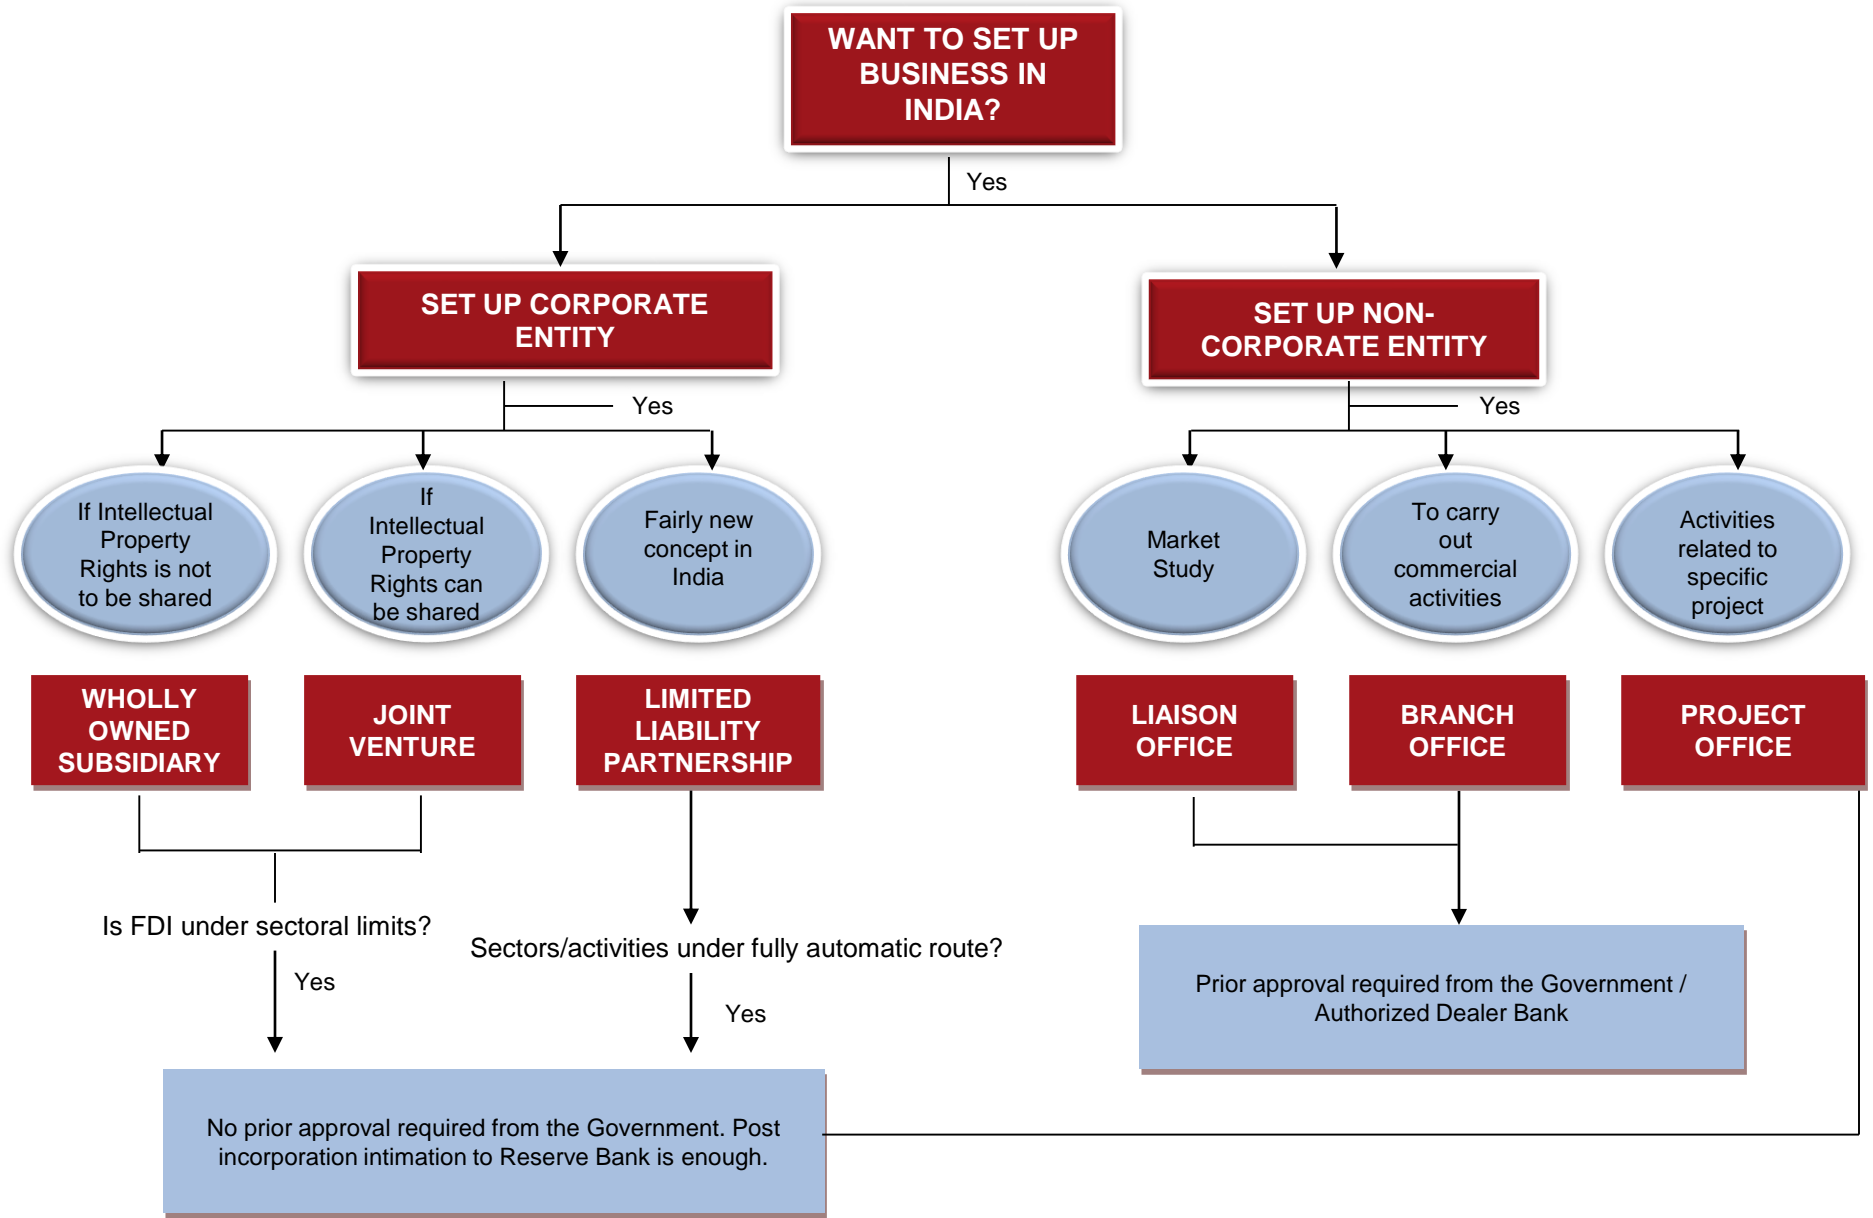 WANT TO SET UP
BUSINESS IN
INDIA?
Yes
SET UP CORPORATE
ENTITY
SET UP NON-
CORPORATE ENTITY
Yes
Yes
If Intellectual
Property
Rights is not
to be shared
If
Intellectual
Property
Rights can
be shared
Fairly new
concept in
India
Market
Study
To carry
out
commercial
activities
Activities
related to
specific
project
WHOLLY
OWNED
SUBSIDIARY
JOINT
VENTURE
LIMITED
LIABILITY
PARTNERSHIP
LIAISON
OFFICE
BRANCH
OFFICE
PROJECT
OFFICE
Is FDI under sectoral limits?
Sectors/activities under fully automatic route?
Yes
Yes
Prior approval required from the Government /
Authorized Dealer Bank
No prior approval required from the Government. Post
incorporation intimation to Reserve Bank is enough.